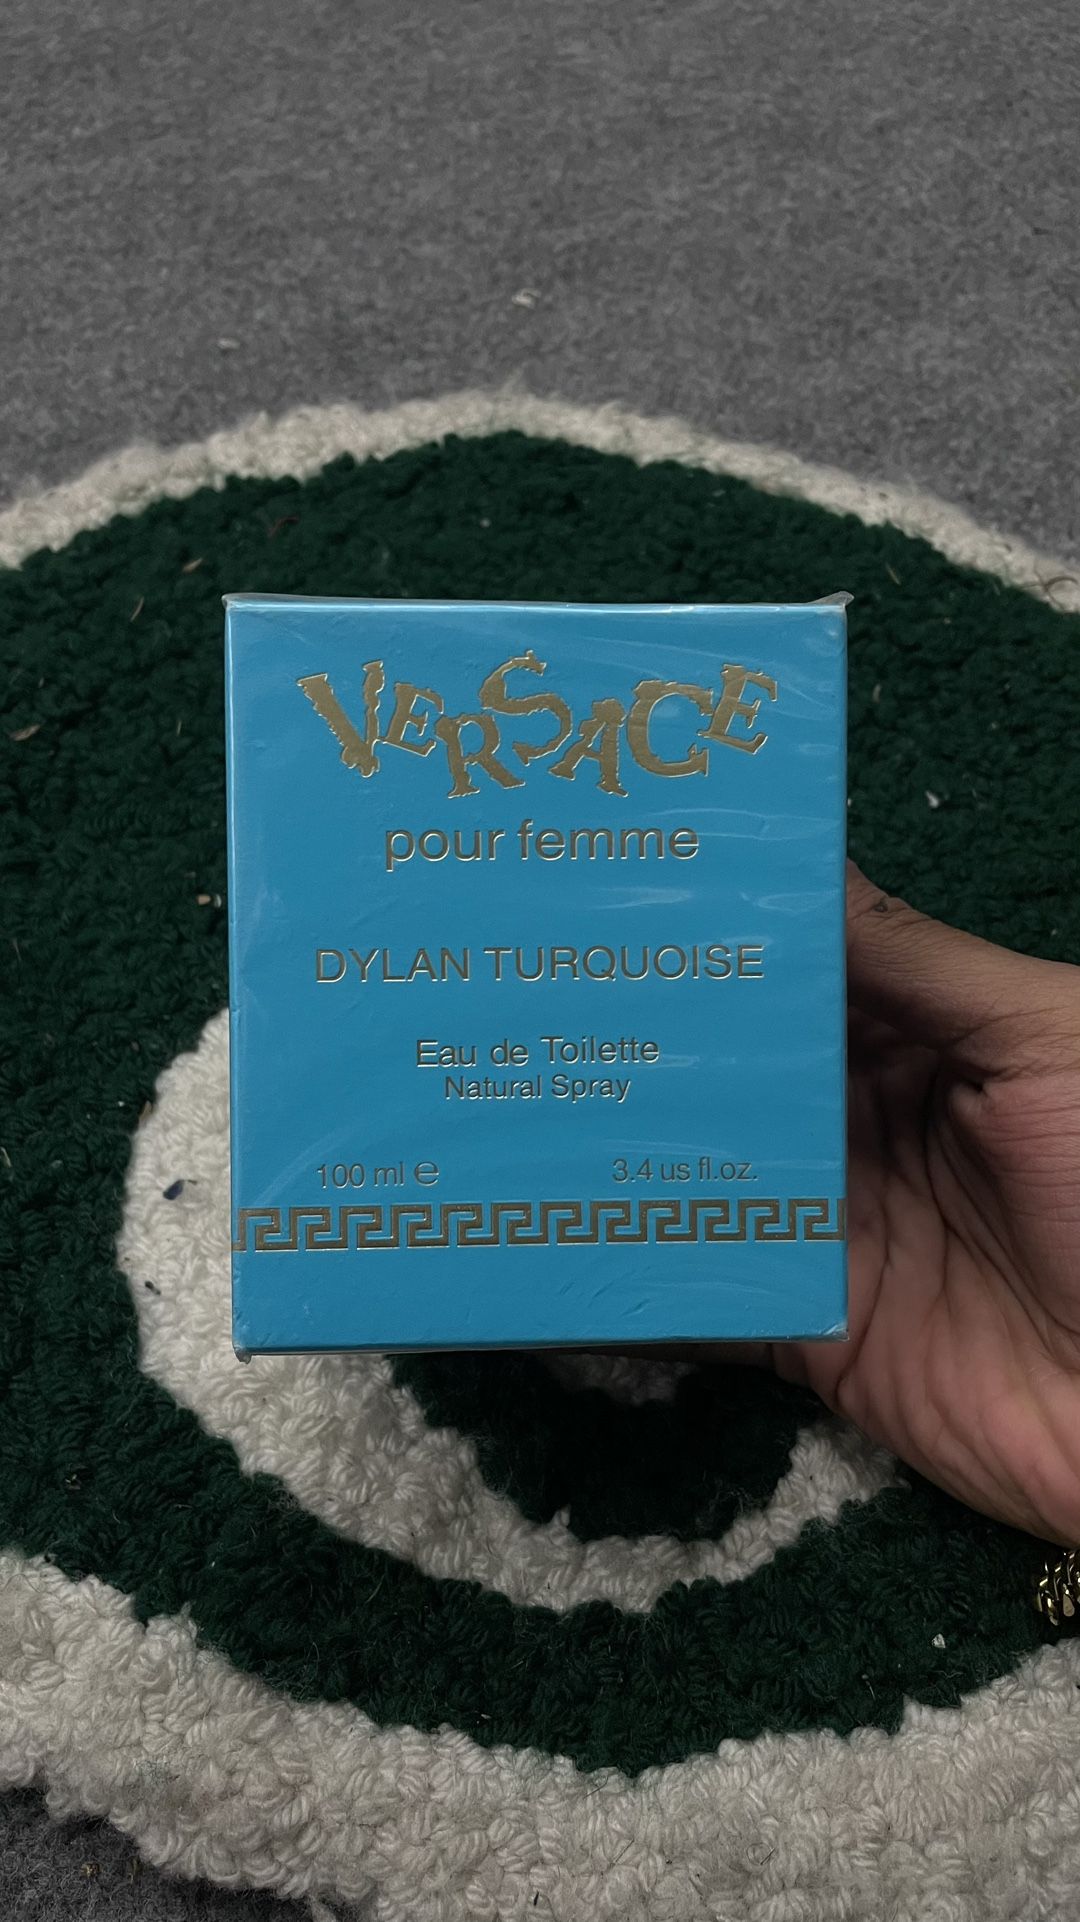 VERSACE
pour femme
DYLAN TURQUOISE
Eau de Toilette
Natural Spray
100 ml ℮
3.4 us fl.oz.